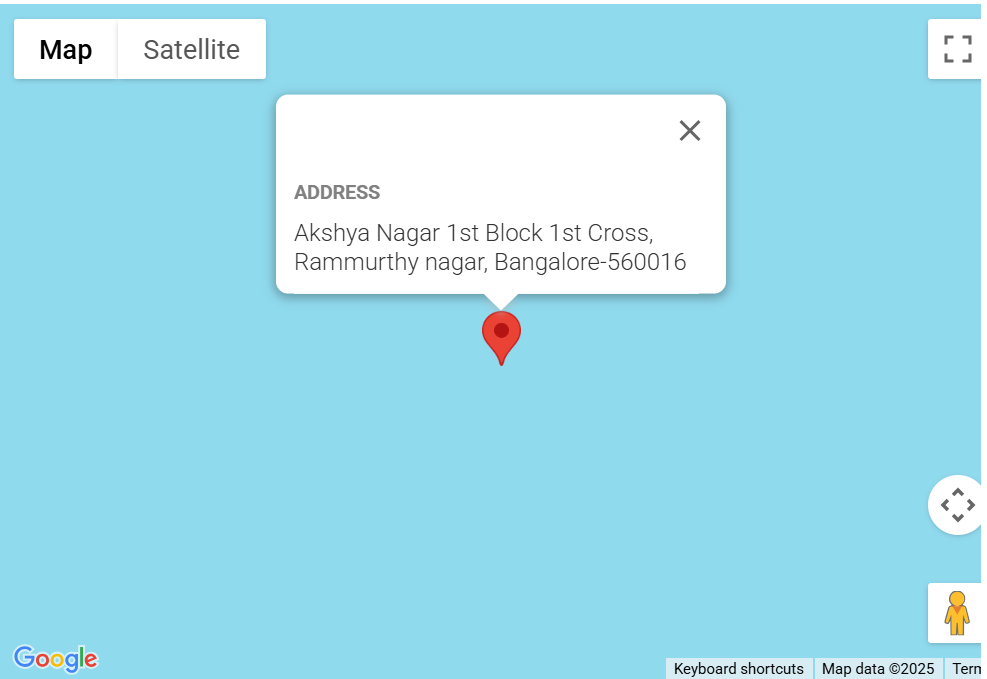 Map Satellite
ADDRESS
Akshya Nagar 1st Block 1st Cross,
Rammurthy nagar, Bangalore-560016
Google
Keyboard shortcuts Map data ©2025 Term